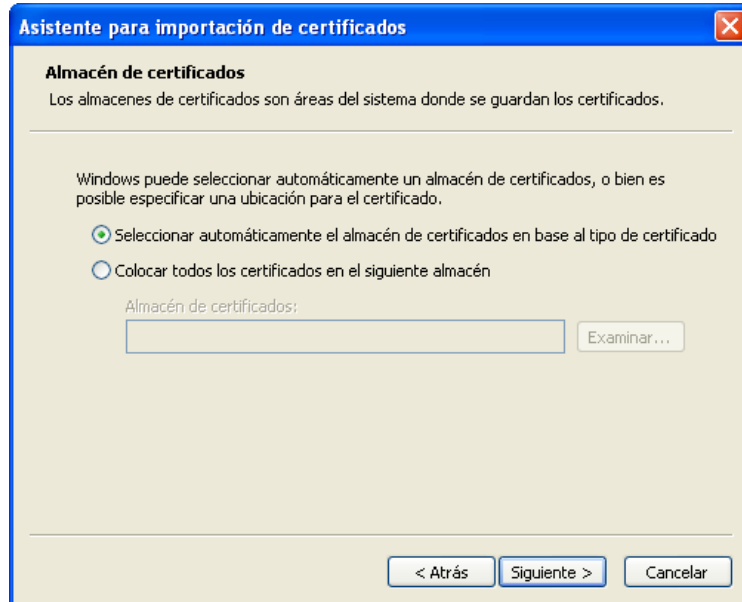 Asistente para importación de certificados
Almacén de certificados
Los almacenes de certificados son áreas del sistema donde se guardan los certificados.
Windows puede seleccionar automáticamente un almacén de certificados, o bien es
posible especificar una ubicación para el certificado.
Seleccionar automáticamente el almacén de certificados en base al tipo de certificado
Colocar todos los certificados en el siguiente almacén
Almacén de certificados:
Examinar...
< Atrás
Siguiente >
Cancelar